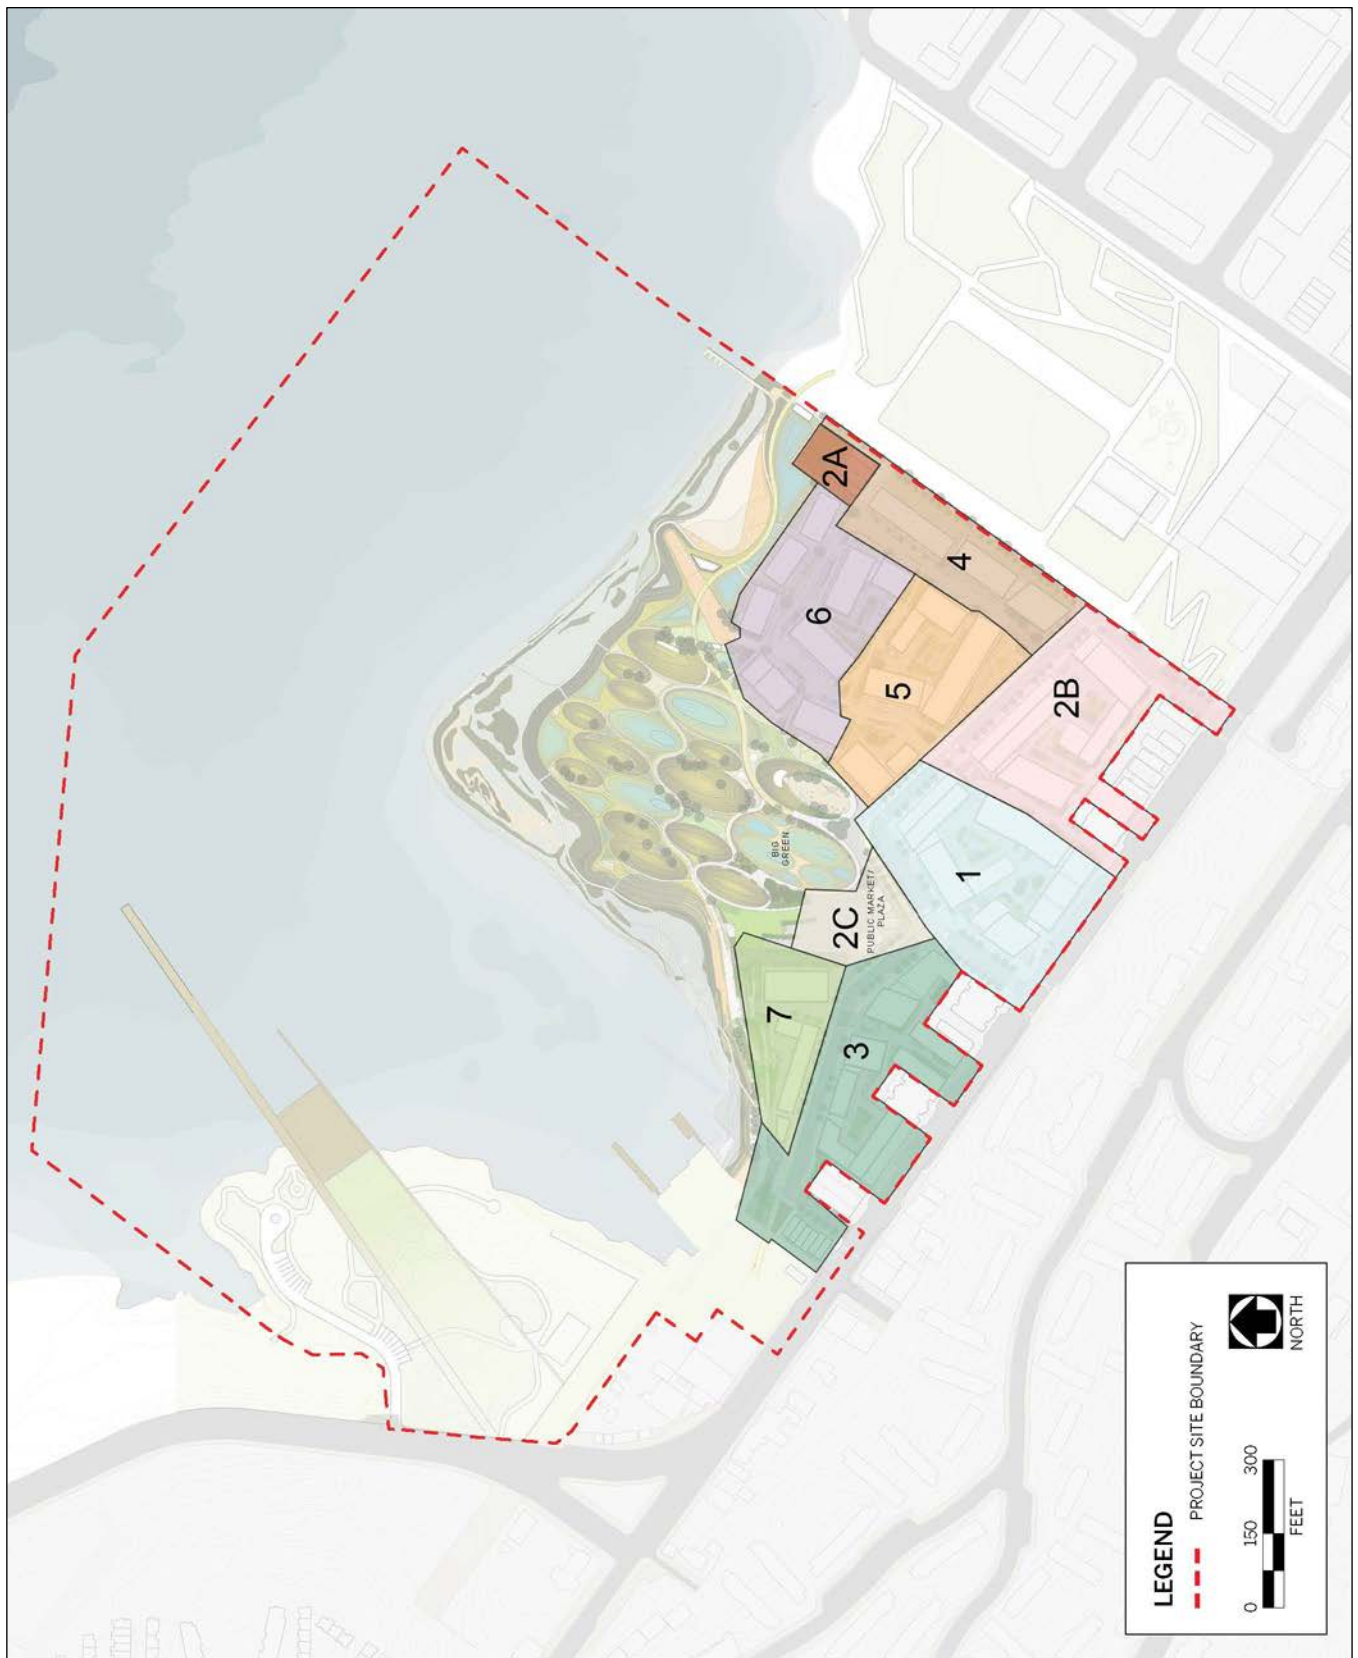 2A
4
6
5
2B
BIG
GREEN
1
2C
PUBLIC MARKET/
PLAZA
7
3
LEGEND
PROJECT SITE BOUNDARY
0 150 300
FEET
NORTH